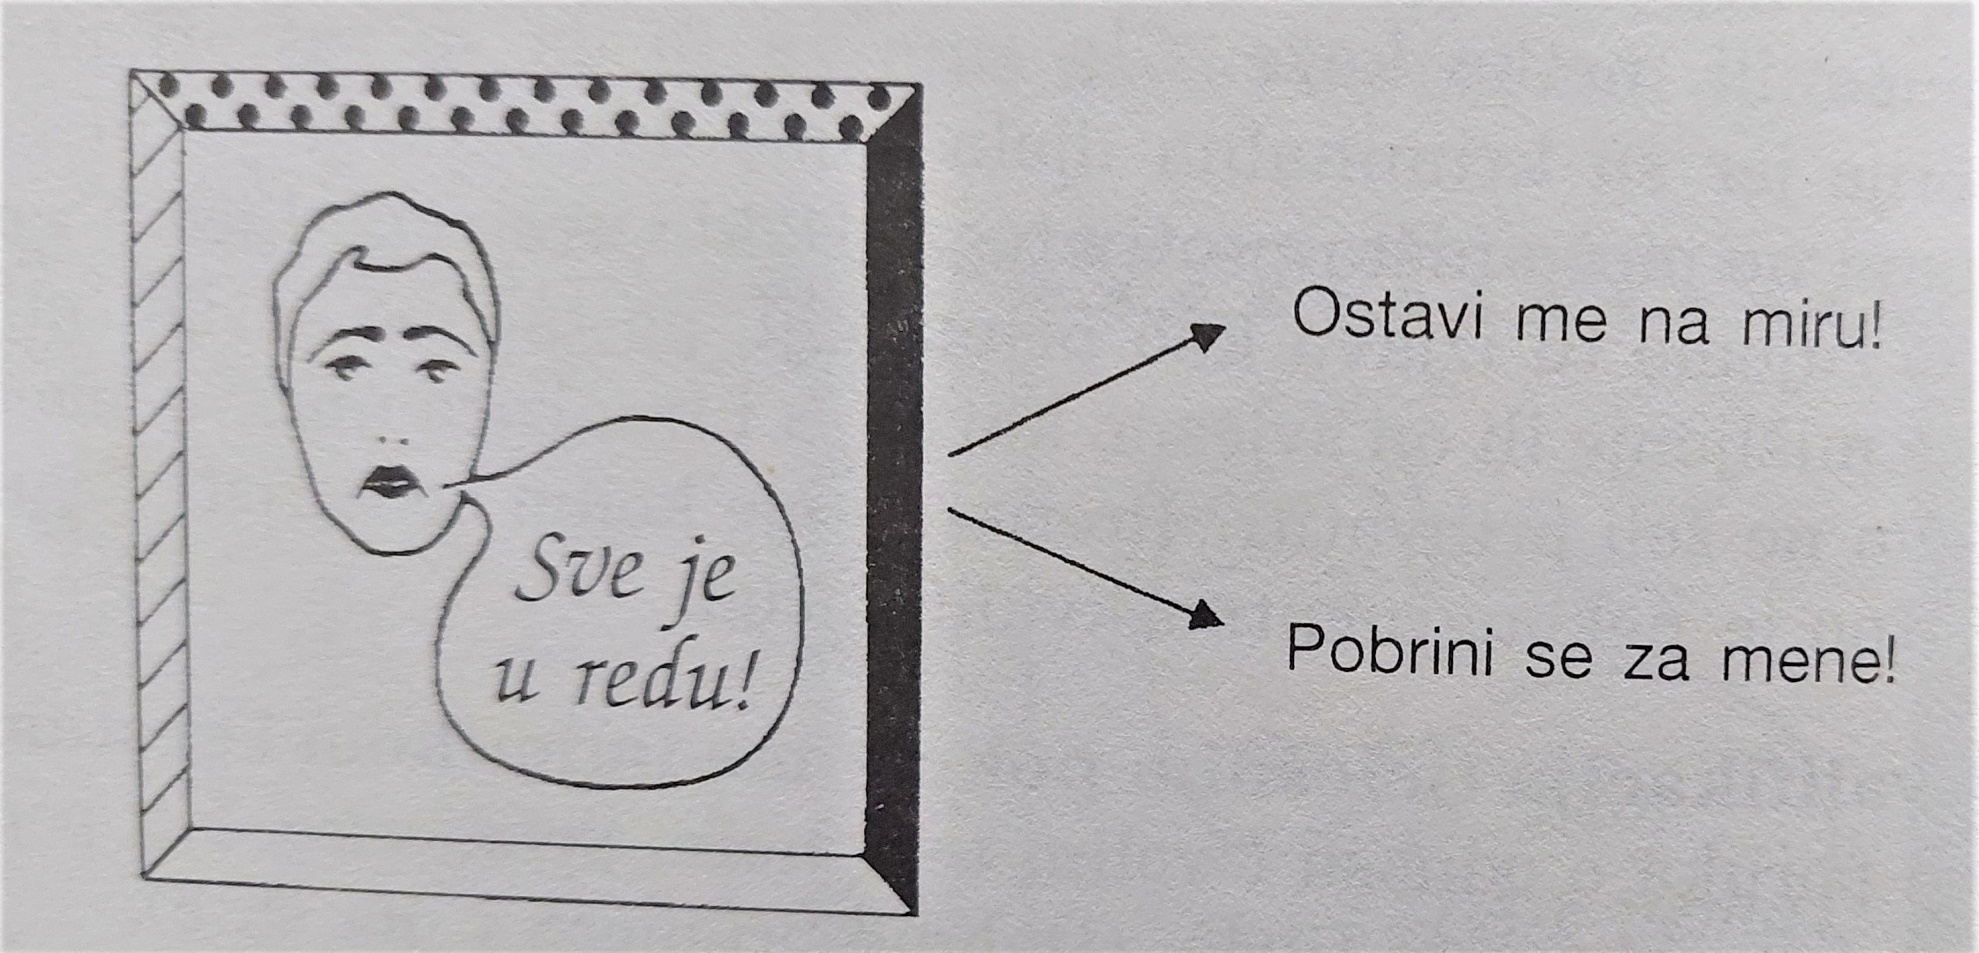 Sve je
u redu!
Ostavi me na miru!
Pobrini se za mene!